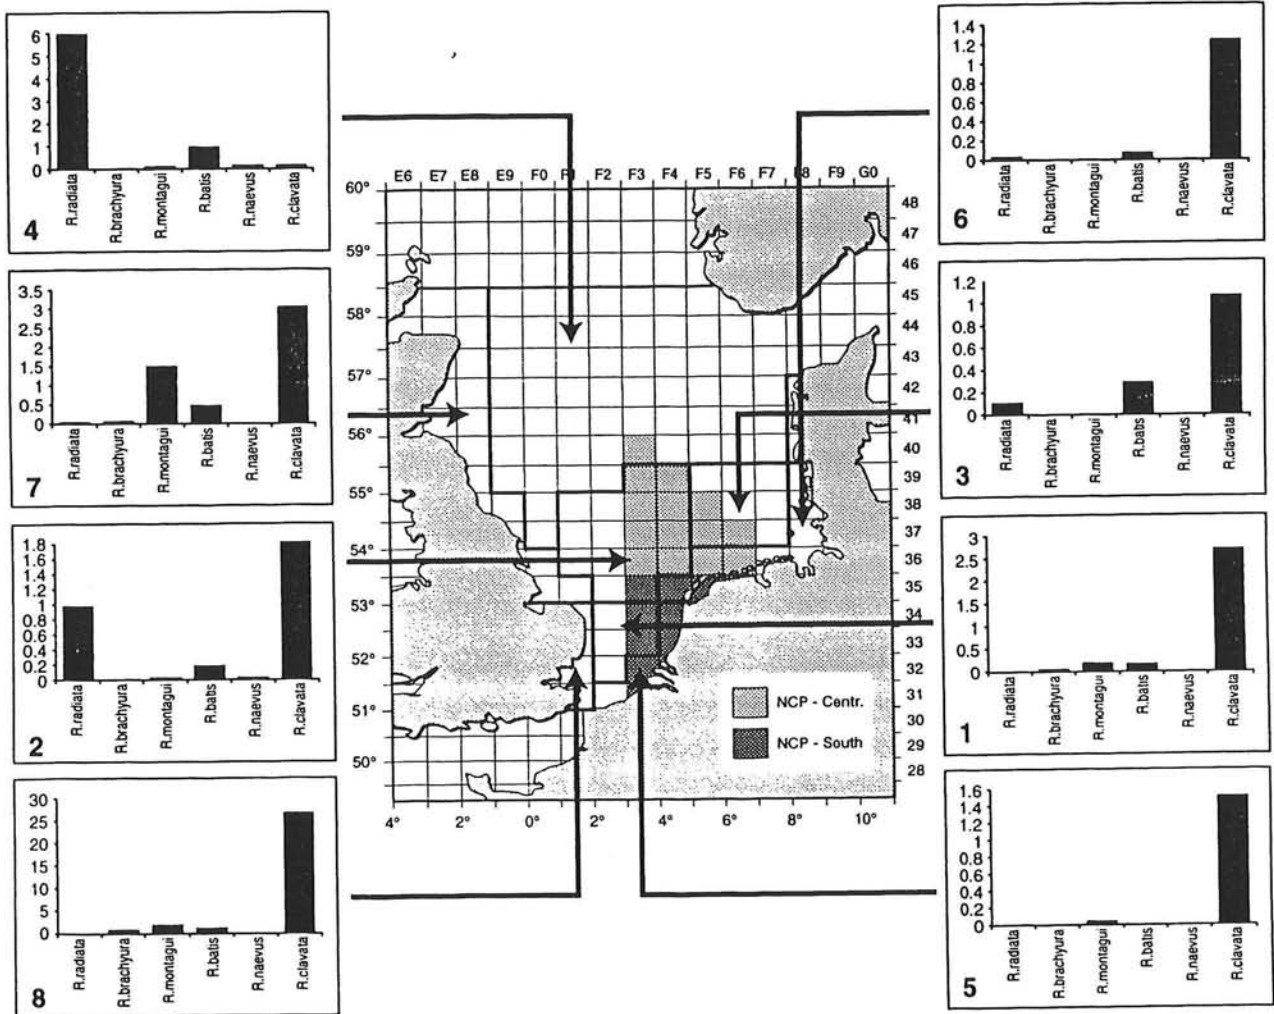 6
5
4
3
2
1
0
R.radiata
R.brachyura
R.montagui
R.batis
R.naevus
R.clavata
4
3.5
3
2.5
2
1.5
1
0.5
0
R.radiata
R.brachyura
R.montagui
R.batis
R.naevus
R.clavata
7
1.8
1.6
1.4
1.2
1
0.8
0.6
0.4
0.2
0
R.radiata
R.brachyura
R.montagui
R.batis
R.naevus
R.clavata
2
30
25
20
15
10
5
0
R.radiata
R.brachyura
R.montagui
R.batis
R.naevus
R.clavata
8
E6 E7 E8 E9 F0 F2 F3 F4 F5 F6 F7 F9 G0
60°
59°
58°
57°
56°
55°
54°
53°
52°
51°
50°
48
47
46
45
44
43
42
41
40
39
38
37
36
35
34
33
32
31
30
29
28
NCP - Centr.
NCP - South
4° 2° 0° 2° 4° 6° 8° 10°
1.4
1.2
1
0.8
0.6
0.4
0.2
0
R.radiata
R.brachyura
R.montagui
R.batis
R.naevus
R.clavata
6
1.2
1
0.8
0.6
0.4
0.2
0
R.radiata
R.brachyura
R.montagui
R.batis
R.naevus
R.clavata
3
3
2.5
2
1.5
1
0.5
0
R.radiata
R.brachyura
R.montagui
R.batis
R.naevus
R.clavata
1
1.6
1.4
1.2
1
0.8
0.6
0.4
0.2
0
R.radiata
R.brachyura
R.montagui
R.batis
R.naevus
R.clavata
5